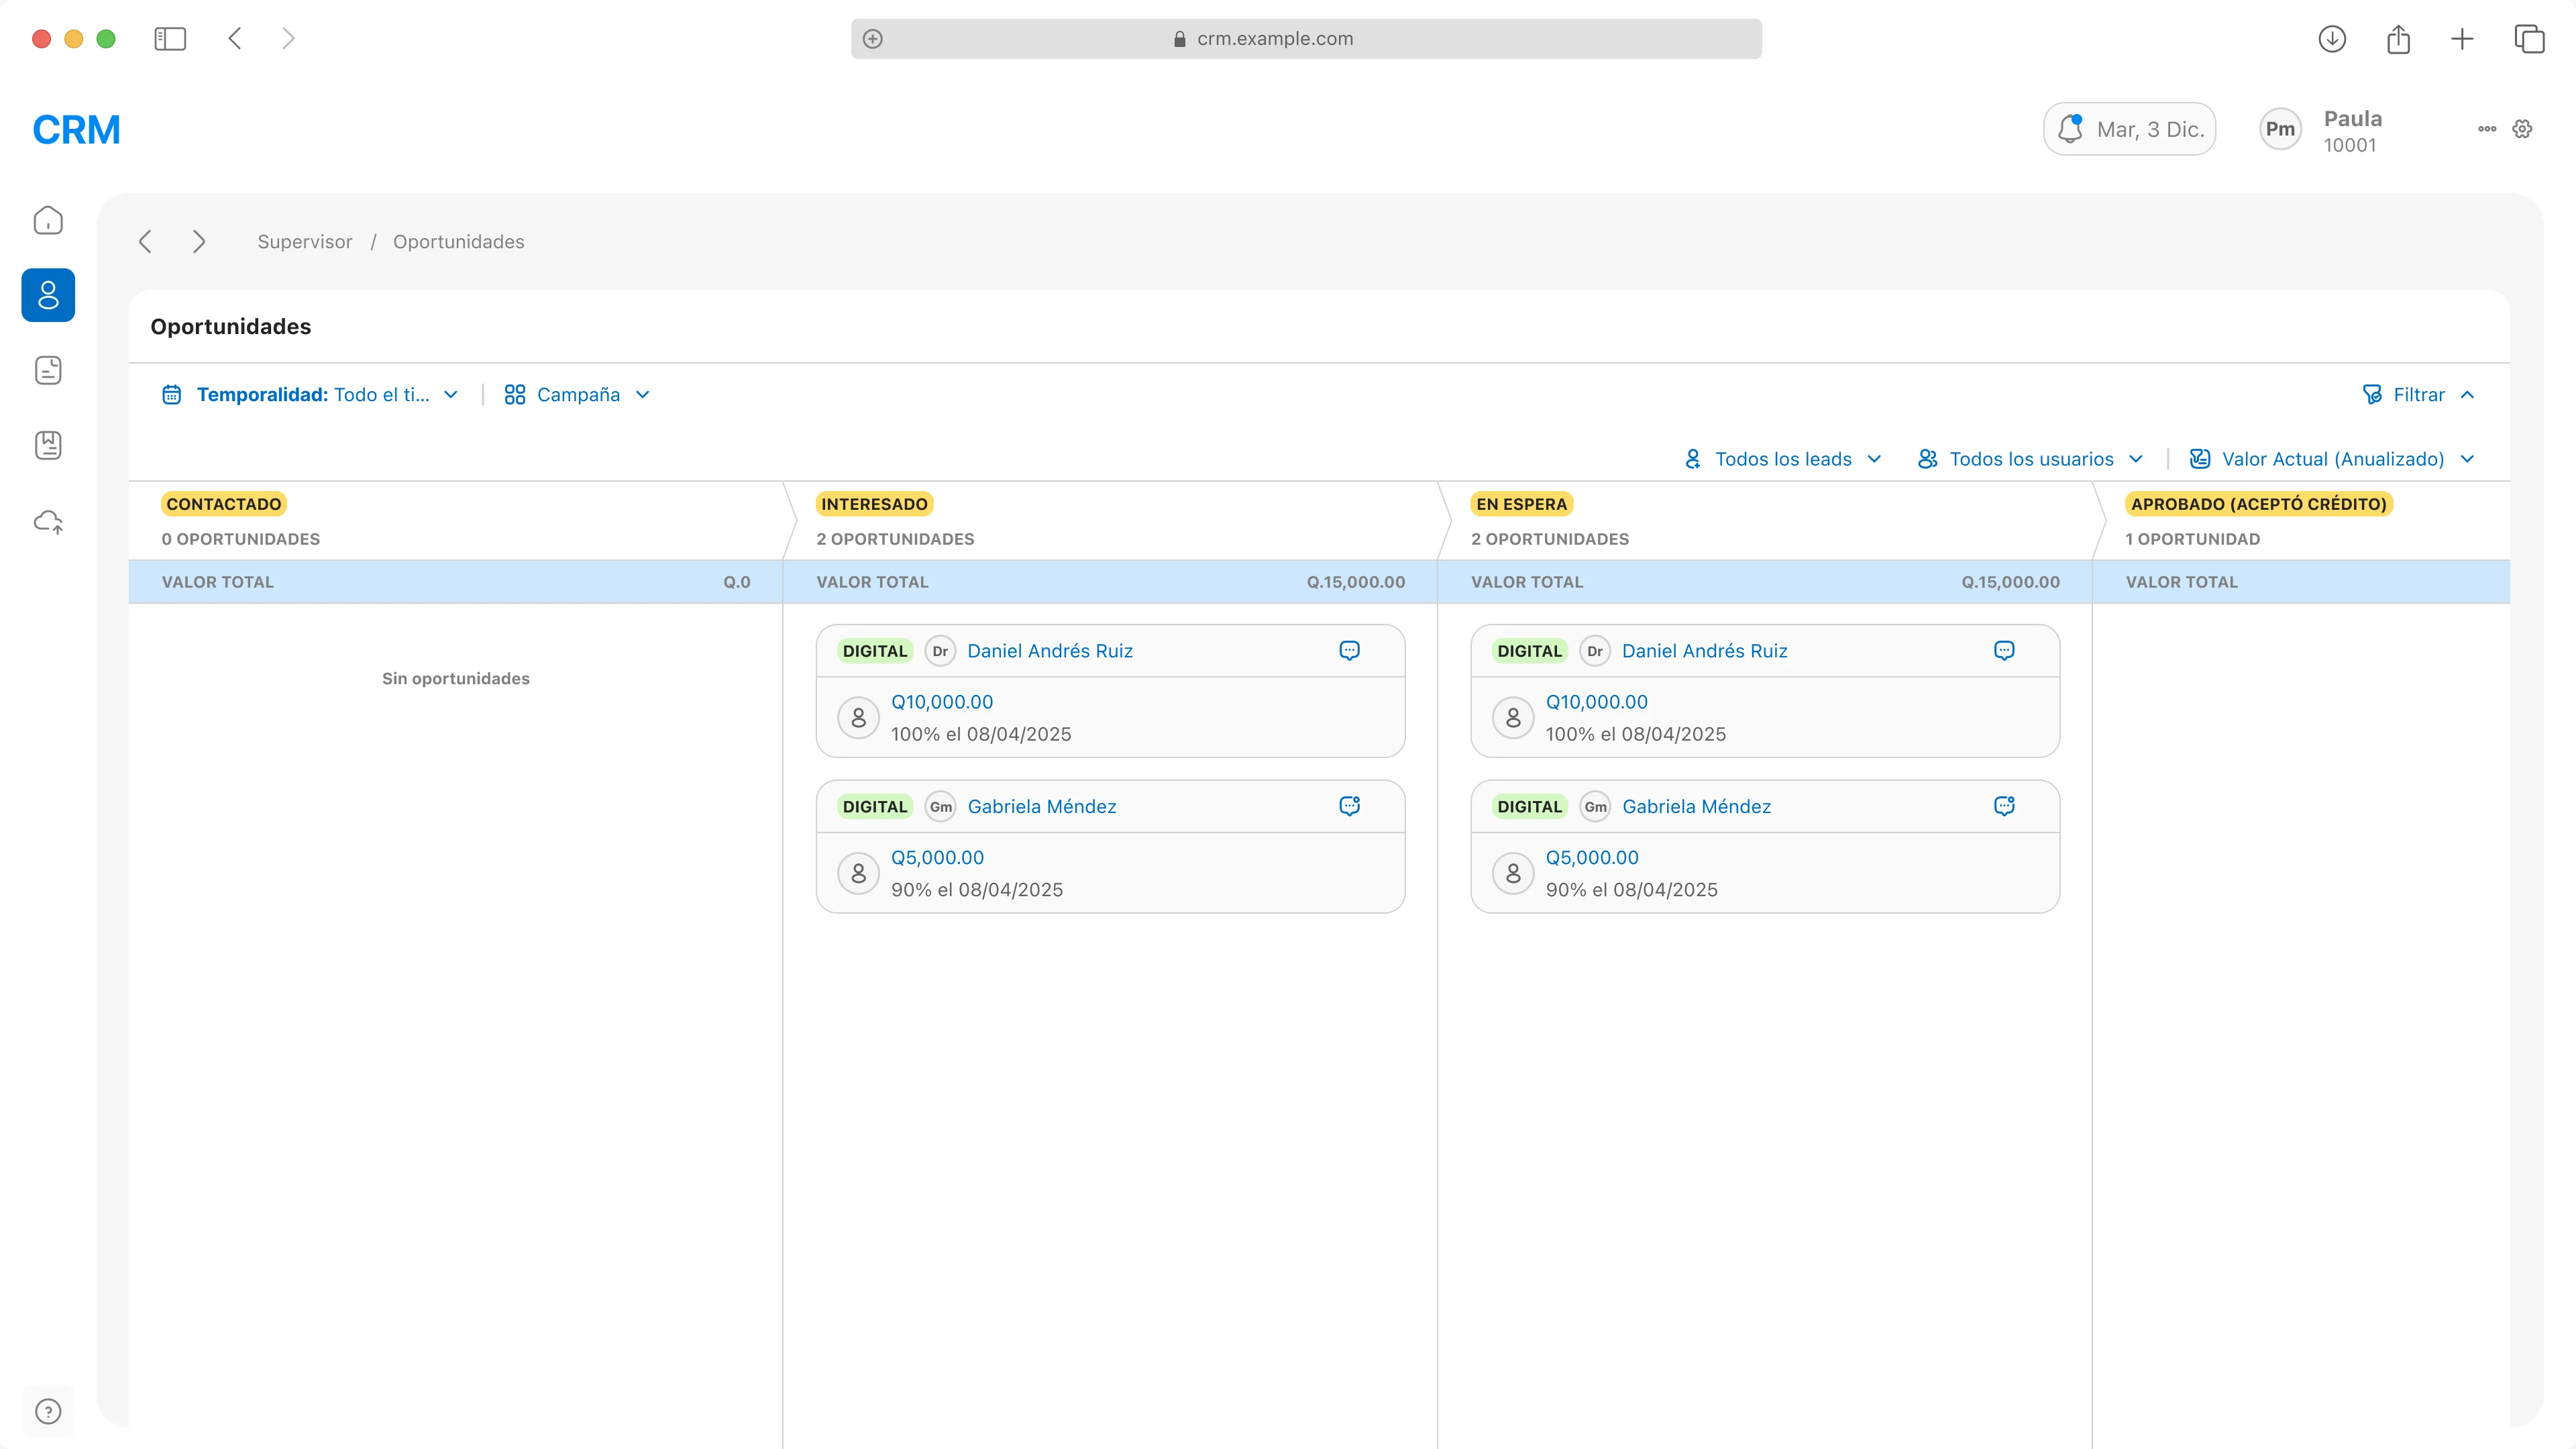 crm.example.com
CRM
Mar, 3 Dic.
Pm
Paula
10001
Supervisor / Oportunidades
Oportunidades
Temporalidad: Todo el ti... Campaña
Filtrar
Todos los leads Todos los usuarios Valor Actual (Anualizado)
CONTACTADO
0 OPORTUNIDADES
VALOR TOTAL Q.0
Sin oportunidades
INTERESADO
2 OPORTUNIDADES
VALOR TOTAL Q.15,000.00
DIGITAL Dr Daniel Andrés Ruiz
Q10,000.00
100% el 08/04/2025
DIGITAL Gm Gabriela Méndez
Q5,000.00
90% el 08/04/2025
EN ESPERA
2 OPORTUNIDADES
VALOR TOTAL Q.15,000.00
DIGITAL Dr Daniel Andrés Ruiz
Q10,000.00
100% el 08/04/2025
DIGITAL Gm Gabriela Méndez
Q5,000.00
90% el 08/04/2025
APROBADO (ACEPTÓ CRÉDITO)
1 OPORTUNIDAD
VALOR TOTAL
?